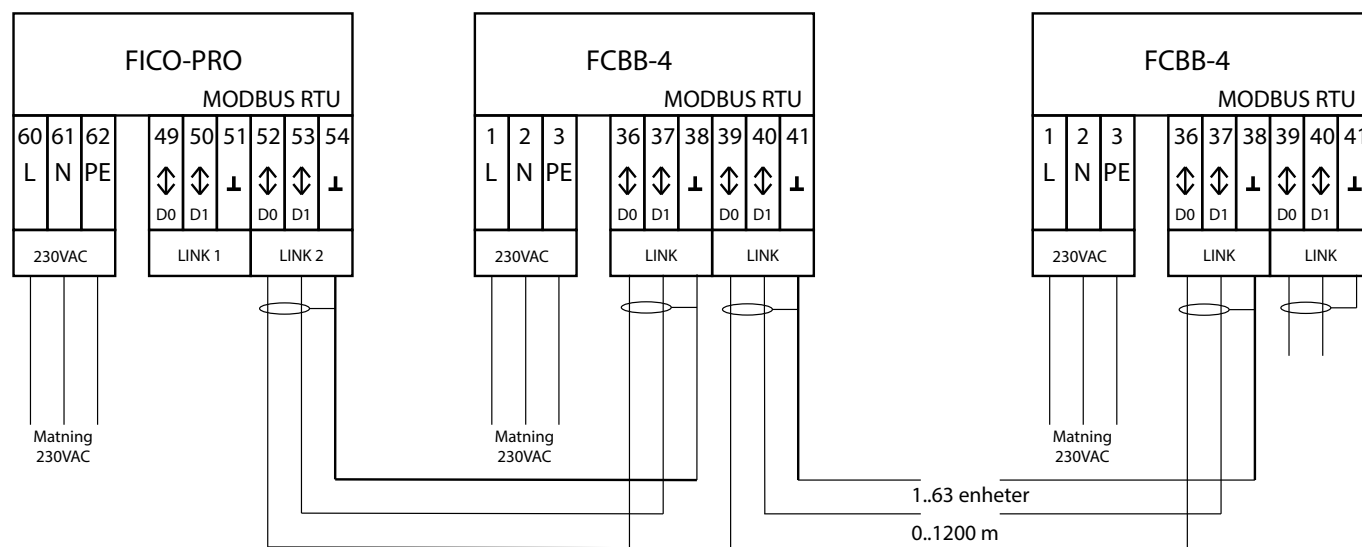 FICO-PRO
MODBUS RTU
60 61 62 49 50 51 52 53 54
L N PE
D0 D1 D0 D1
230VAC LINK 1 LINK 2
Matning
230VAC
FCBB-4
MODBUS RTU
1 2 3 36 37 38 39 40 41
L N PE
D0 D1 D0 D1
230VAC LINK LINK
Matning
230VAC
1..63 enheter
0..1200 m
FCBB-4
MODBUS RTU
1 2 3 36 37 38 39 40 41
L N PE
D0 D1 D0 D1
230VAC LINK LINK
Matning
230VAC